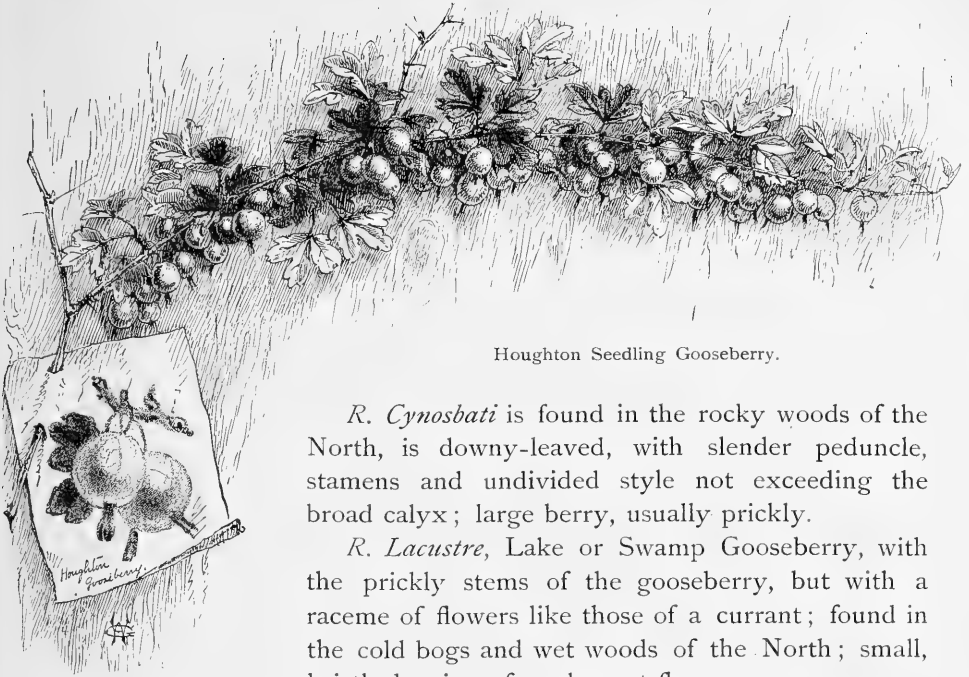 Houghton Seedling Gooseberry.
R. Cynosbati is found in the rocky woods of the
North, is downy-leaved, with slender peduncle,
stamens and undivided style not exceeding the
broad calyx; large berry, usually prickly.
R. Lacustre, Lake or Swamp Gooseberry, with
the prickly stems of the gooseberry, but with a
raceme of flowers like those of a currant; found in
the cold bogs and wet woods of the North; small,
Houghton
Gooseberry.